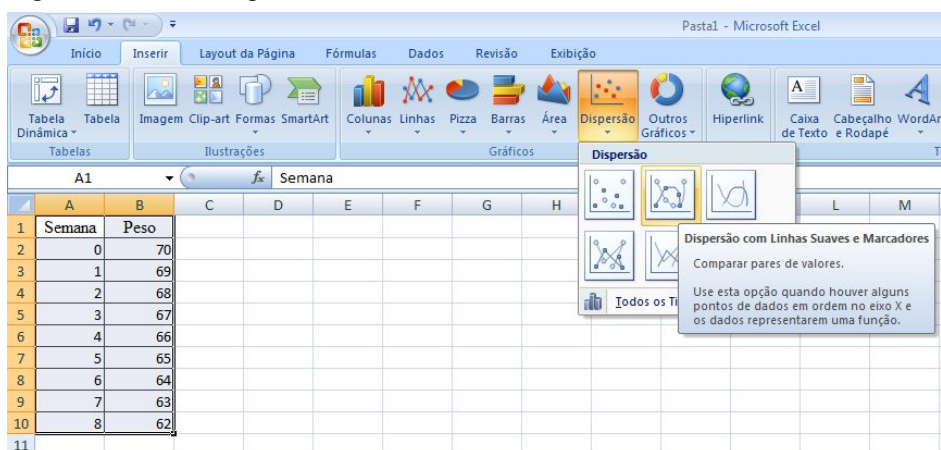 Pasta1 - Microsoft Excel
Início Inserir Layout da Página Fórmulas Dados Revisão Exibição
Tabela Dinâmica Tabela Imagem Clip-art Formas SmartArt Colunas Linhas Pizza Barras Área Dispersão Outros Gráficos Hiperlink Caixa de Texto Cabeçalho e Rodapé
Tabelas Ilustrações Gráficos
A1 fx Semana
Dispersão
A B C D E F G H L M
1 Semana Peso
2 0 70
3 1 69
4 2 68
5 3 67
6 4 66
7 5 65
8 6 64
9 7 63
10 8 62
11
Todos os
Dispersão com Linhas Suaves e Marcadores
Comparar pares de valores.
Use esta opção quando houver alguns
pontos de dados em ordem no eixo X e
os dados representarem uma função.